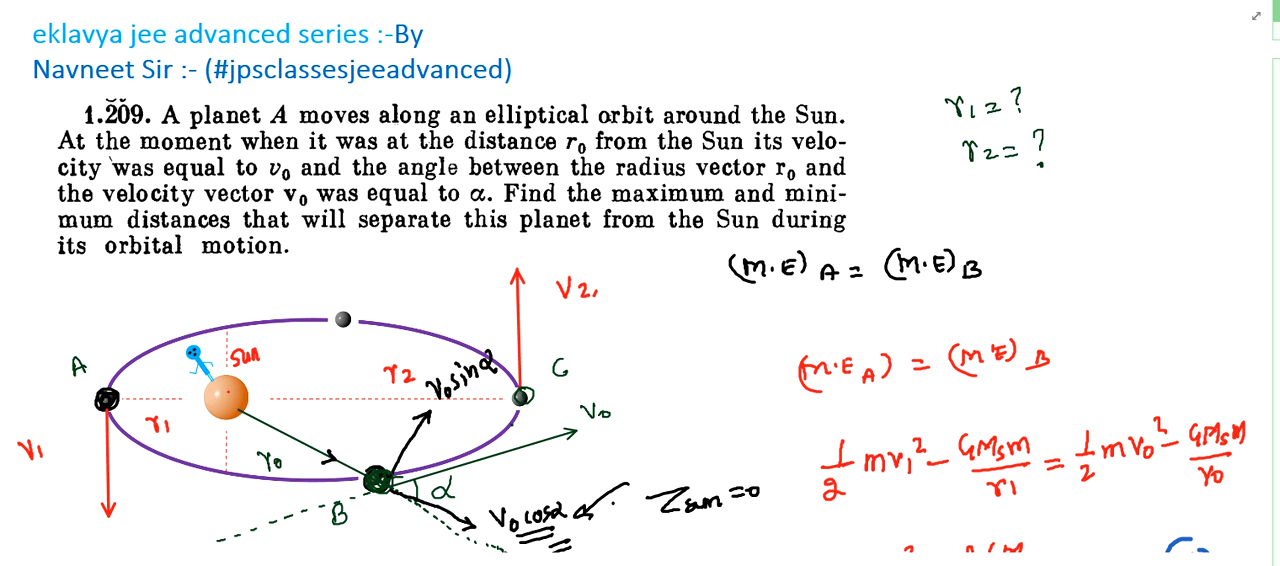 eklavya jee advanced series :-By
Navneet Sir :- (#jpsclassesjeeadvanced)
1.209. A planet A moves along an elliptical orbit around the Sun.
At the moment when it was at the distance r₀ from the Sun its velo-
city was equal to v₀ and the angle between the radius vector r₀ and
the velocity vector v₀ was equal to α. Find the maximum and mini-
mum distances that will separate this planet from the Sun during
its orbital motion.
r₁ = ?
r₂ = ?
(M.E)A = (M.E)B
V2,
A
SUN
r₂
V₀sinα
C
V₀
V₁
r₁
r₀
α
B
V₀cosα
Zsun=0
(M.E A) = (M E) B
1/2 mv₁² - GMsm/r₁ = 1/2 mv₀² - GMsM/r₀